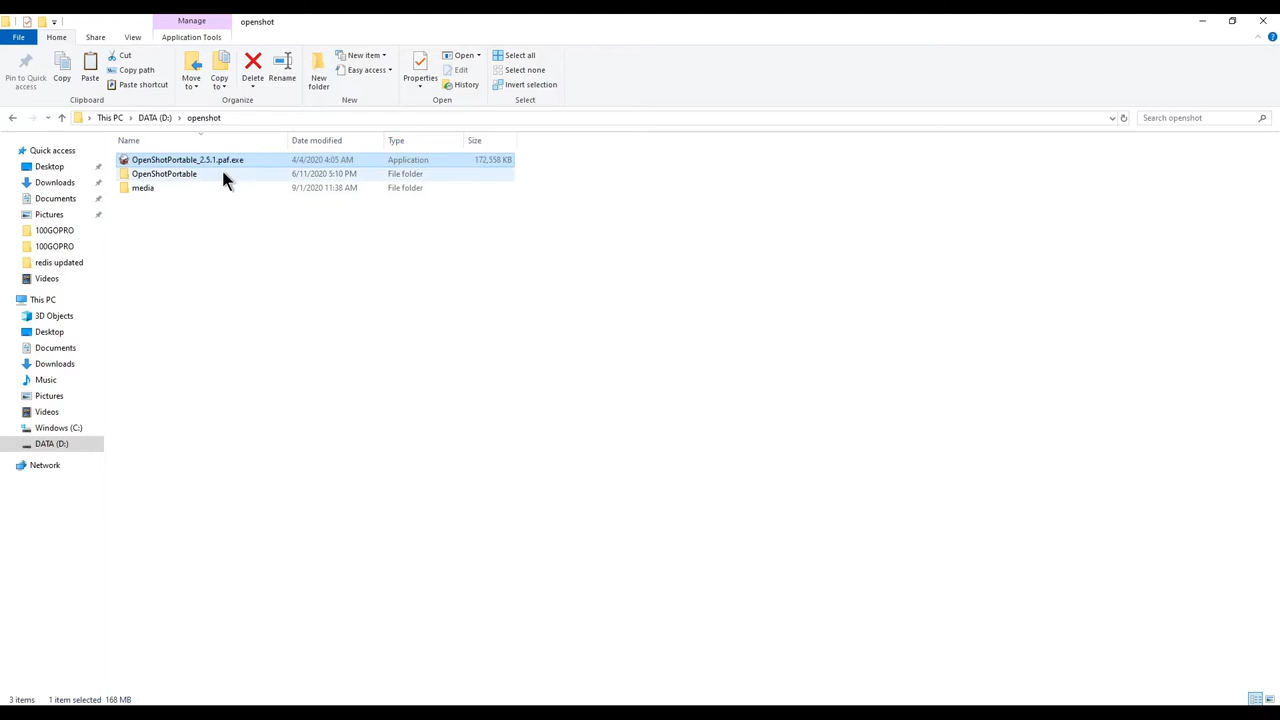 Manage
openshot
File
Home
Share
View
Application Tools
Pin to Quick access
Copy
Paste
Cut
Copy path
Paste shortcut
Clipboard
Move to
Copy to
Delete
Rename
Organize
New folder
New item
Easy access
New
Properties
Open
Edit
History
Open
Select all
Select none
Invert selection
Select
This PC > DATA (D:) > openshot
Search openshot
Name Date modified Type Size
OpenShotPortable_2.5.1.paf.exe 4/4/2020 4:05 AM Application 172,558 KB
OpenShotPortable 6/11/2020 5:10 PM File folder
media 9/1/2020 11:38 AM File folder
Quick access
Desktop
Downloads
Documents
Pictures
100GOPRO
100GOPRO
redis updated
Videos
This PC
3D Objects
Desktop
Documents
Downloads
Music
Pictures
Videos
Windows (C:)
DATA (D:)
Network
3 items 1 item selected 168 MB